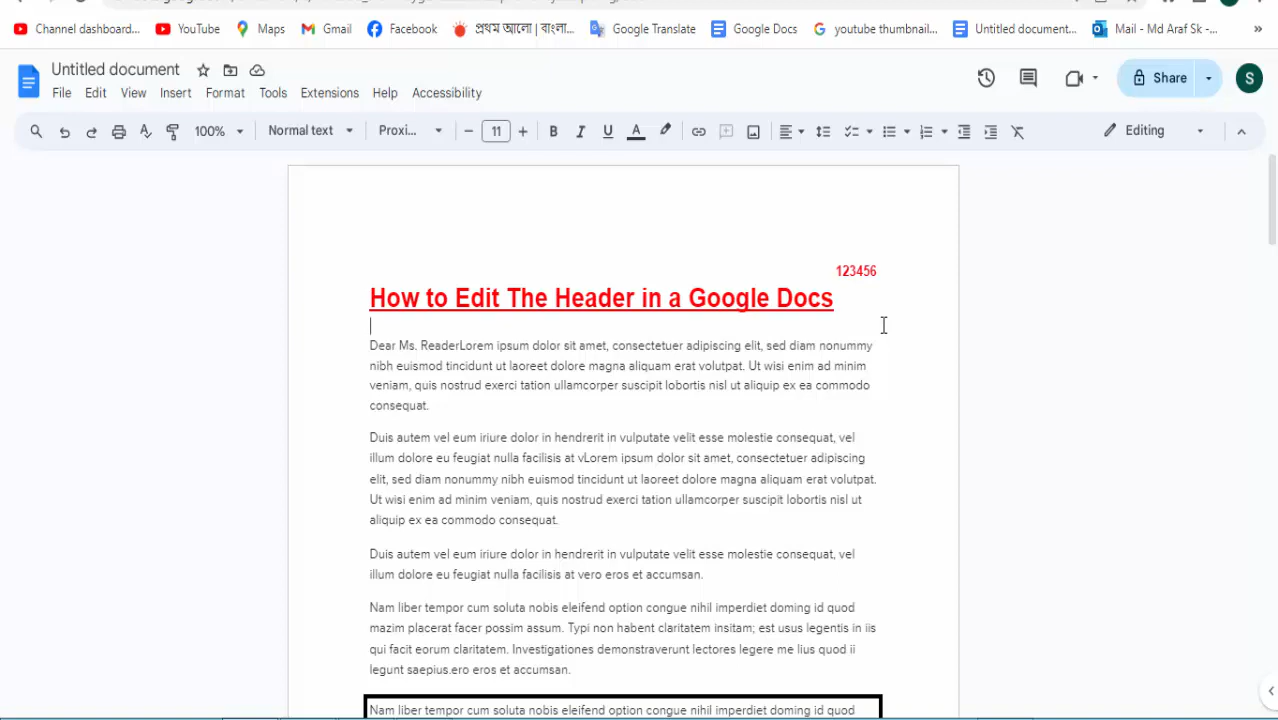 Channel dashboard... YouTube Maps Gmail Facebook প্রথম আলো | বাংলা... Google Translate Google Docs youtube thumbnail... Untitled document... Mail - Md Araf Sk -... »
Untitled document
File Edit View Insert Format Tools Extensions Help Accessibility
Share
S
100% Normal text Proxi... 11 B I U A Editing
123456
How to Edit The Header in a Google Docs
Dear Ms. ReaderLorem ipsum dolor sit amet, consectetuer adipiscing elit, sed diam nonummy
nibh euismod tincidunt ut laoreet dolore magna aliquam erat volutpat. Ut wisi enim ad minim
veniam, quis nostrud exerci tation ullamcorper suscipit lobortis nisl ut aliquip ex ea commodo
consequat.
Duis autem vel eum iriure dolor in hendrerit in vulputate velit esse molestie consequat, vel
illum dolore eu feugiat nulla facilisis at vLorem ipsum dolor sit amet, consectetuer adipiscing
elit, sed diam nonummy nibh euismod tincidunt ut laoreet dolore magna aliquam erat volutpat.
Ut wisi enim ad minim veniam, quis nostrud exerci tation ullamcorper suscipit lobortis nisl ut
aliquip ex ea commodo consequat.
Duis autem vel eum iriure dolor in hendrerit in vulputate velit esse molestie consequat, vel
illum dolore eu feugiat nulla facilisis at vero eros et accumsan.
Nam liber tempor cum soluta nobis eleifend option congue nihil imperdiet doming id quod
mazim placerat facer possim assum. Typi non habent claritatem insitam; est usus legentis in iis
qui facit eorum claritatem. Investigationes demonstraverunt lectores legere me lius quod ii
legunt saepius.ero eros et accumsan.
Nam liber tempor cum soluta nobis eleifend option congue nihil imperdiet doming id quod